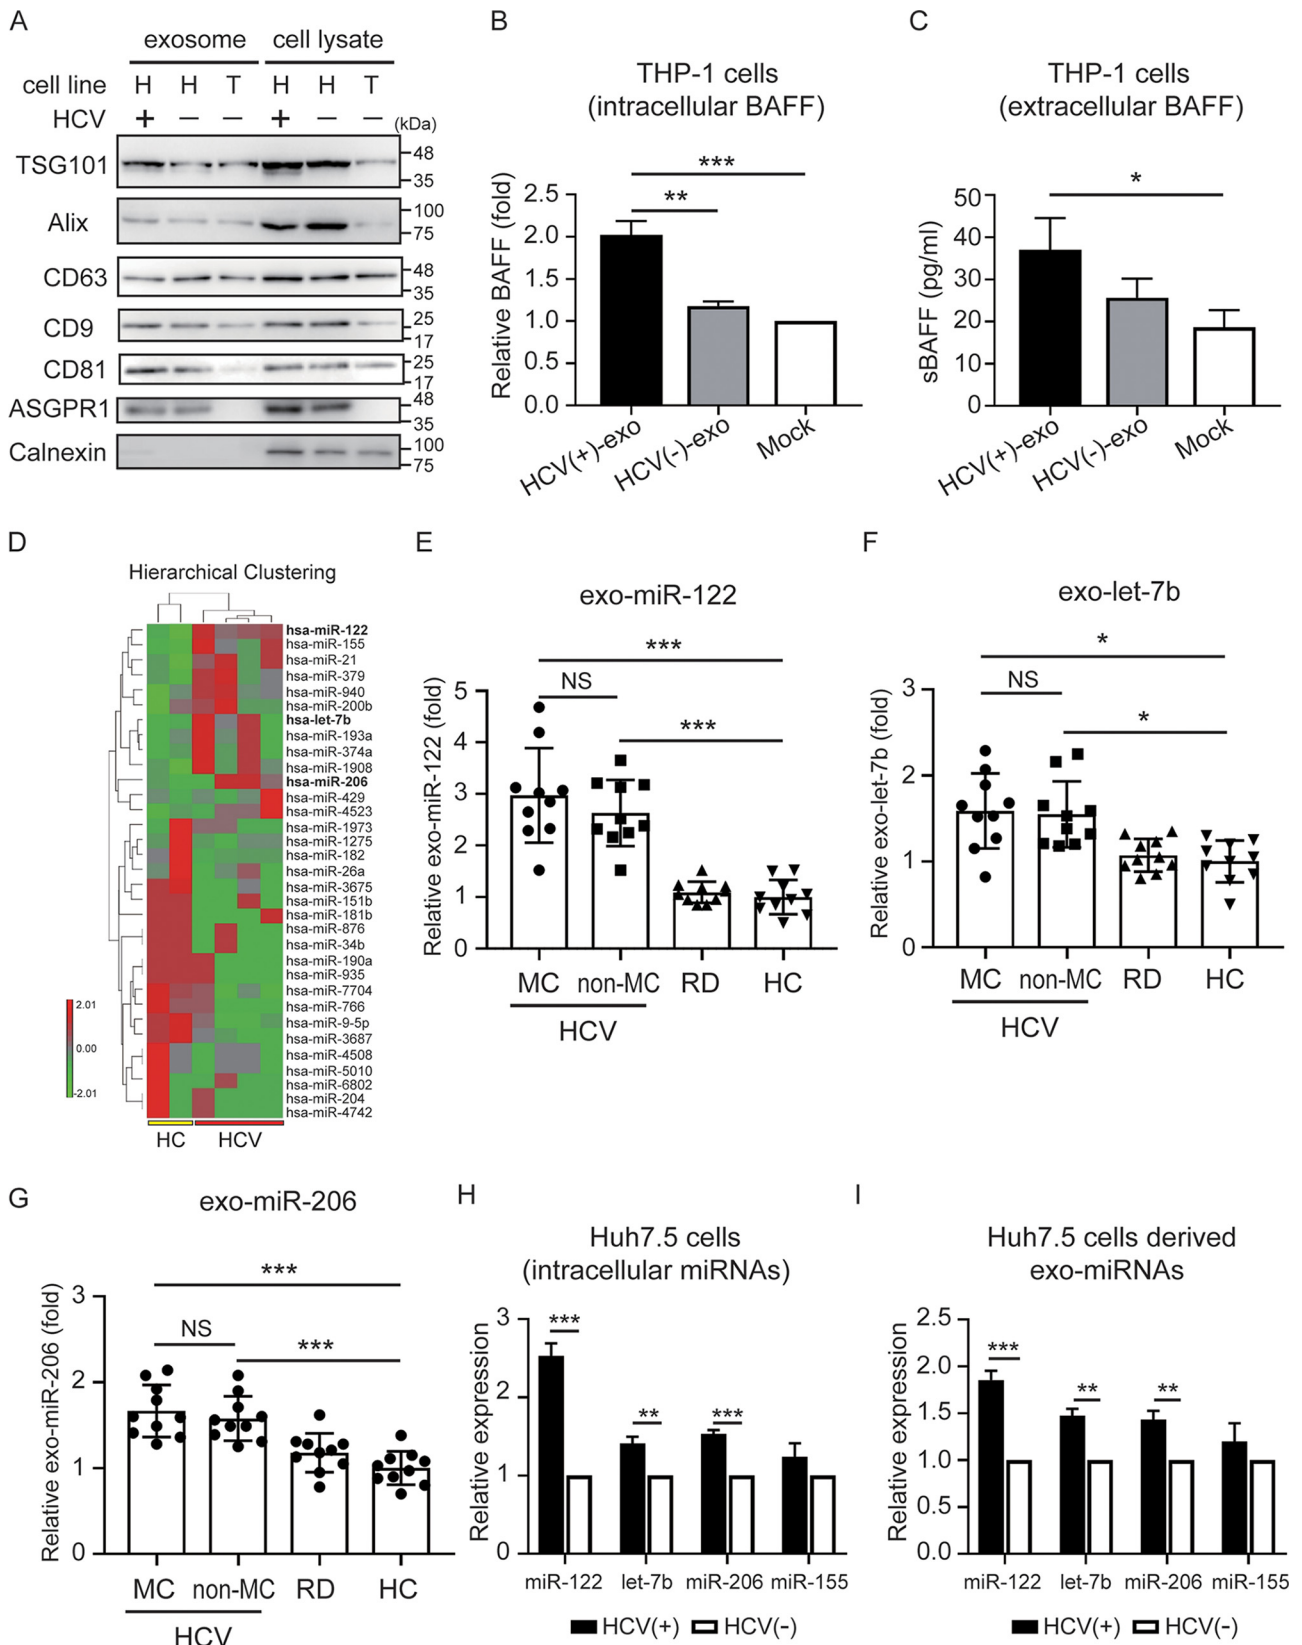 A
exosome cell lysate
cell line H H T H H T
HCV + – – + – – (kDa)
TSG101 48
35
Alix 100
75
CD63 48
35
CD9 25
17
CD81 25
17
ASGPR1 48
35
Calnexin 100
75
B
THP-1 cells
(intracellular BAFF)
***
**
Relative BAFF (fold)
2.5
2.0
1.5
1.0
0.5
0.0
HCV(+)-exo HCV(-)-exo Mock
C
THP-1 cells
(extracellular BAFF)
*
sBAFF (pg/ml)
50
40
30
20
10
0
HCV(+)-exo HCV(-)-exo Mock
D
Hierarchical Clustering
hsa-miR-122
hsa-miR-155
hsa-miR-21
hsa-miR-379
hsa-miR-940
hsa-miR-200b
hsa-let-7b
hsa-miR-193a
hsa-miR-374a
hsa-miR-1908
hsa-miR-206
hsa-miR-429
hsa-miR-4523
hsa-miR-1973
hsa-miR-1275
hsa-miR-182
hsa-miR-26a
hsa-miR-3675
hsa-miR-151b
hsa-miR-181b
hsa-miR-876
hsa-miR-34b
hsa-miR-190a
hsa-miR-935
hsa-miR-7704
hsa-miR-766
hsa-miR-9-5p
hsa-miR-3687
hsa-miR-4508
hsa-miR-5010
hsa-miR-6802
hsa-miR-204
hsa-miR-4742
2.01
0.00
-2.01
HC HCV
E
exo-miR-122
***
NS
***
Relative exo-miR-122 (fold)
5
4
3
2
1
0
MC non-MC RD HC
HCV
F
exo-let-7b
*
NS
*
Relative exo-let-7b (fold)
3
2
1
0
MC non-MC RD HC
HCV
G
exo-miR-206
***
NS
***
Relative exo-miR-206 (fold)
3
2
1
0
MC non-MC RD HC
HCV
H
Huh7.5 cells
(intracellular miRNAs)
*** ** ***
Relative expression
3
2
1
0
miR-122 let-7b miR-206 miR-155
HCV(+) HCV(-)
I
Huh7.5 cells derived
exo-miRNAs
*** ** **
Relative expression
2.5
2.0
1.5
1.0
0.5
0.0
miR-122 let-7b miR-206 miR-155
HCV(+) HCV(-)